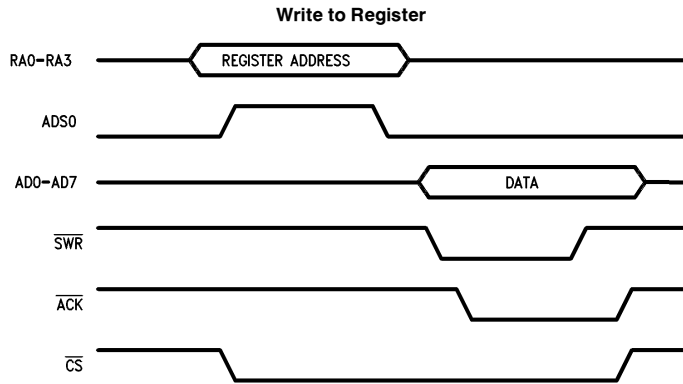 Write to Register
RA0-RA3
REGISTER ADDRESS
ADS0
AD0-AD7
DATA
SWR
ACK
CS